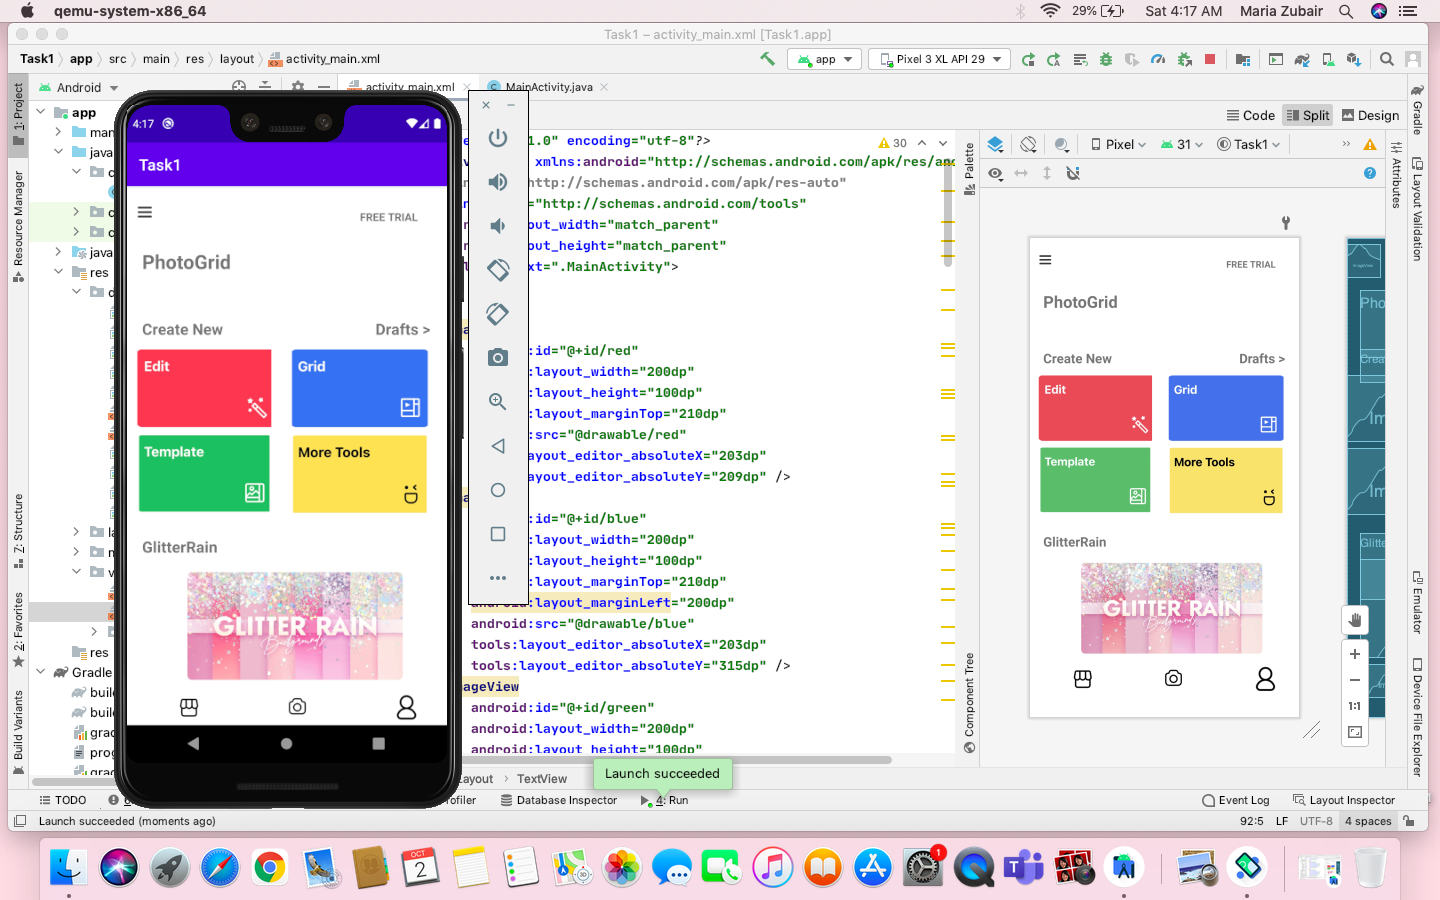 qemu-system-x86_64
29%
Sat 4:17 AM
Maria Zubair
Task1 – activity_main.xml [Task1.app]
Task1
app
src
main
res
layout
activity_main.xml
app
Pixel 3 XL API 29
Android
activity_main.xml
MainActivity.java
Code
Split
Design
1: Project
Resource Manager
7: Structure
2: Favorites
Build Variants
app
java
res
java
res
Gradle
4:17
Task1
FREE TRIAL
PhotoGrid
Create New
Drafts >
Edit
Grid
Template
More Tools
GlitterRain
GLITTER RAIN
Backgrounds
1.0" encoding="utf-8"?>
xmlns:android="http://schemas.android.com/apk/res/and
http://schemas.android.com/apk/res-auto"
="http://schemas.android.com/tools"
out_width="match_parent"
out_height="match_parent"
xt=".MainActivity">
30
:id="@+id/red"
:layout_width="200dp"
:layout_height="100dp"
:layout_marginTop="210dp"
:src="@drawable/red"
ayout_editor_absoluteX="203dp"
ayout_editor_absoluteY="209dp" />
:id="@+id/blue"
:layout_width="200dp"
:layout_height="100dp"
:layout_marginTop="210dp"
android:layout_marginLeft="200dp"
android:src="@drawable/blue"
tools:layout_editor_absoluteX="203dp"
tools:layout_editor_absoluteY="315dp" />
ageView
android:id="@+id/green"
android:layout_width="200dp"
android:layout_height="100dp"
Palette
Component Tree
Pixel
31
Task1
FREE TRIAL
PhotoGrid
Create New
Drafts >
Edit
Grid
Template
More Tools
GlitterRain
GLITTER RAIN
Backgrounds
1:1
Gradle
Layout Validation
Attributes
Emulator
Device File Explorer
Layout
TextView
Launch succeeded
TODO
Profiler
Database Inspector
4: Run
Event Log
Layout Inspector
Launch succeeded (moments ago)
92:5
LF
UTF-8
4 spaces
OCT
2
1